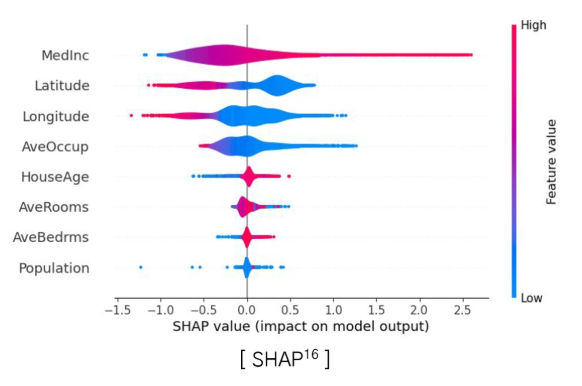 High
MedInc
Latitude
Longitude
AveOccup
HouseAge
AveRooms
AveBedrms
Population
Feature value
Low
−1.5 −1.0 −0.5 0.0 0.5 1.0 1.5 2.0 2.5
SHAP value (impact on model output)
[ SHAP¹⁶ ]